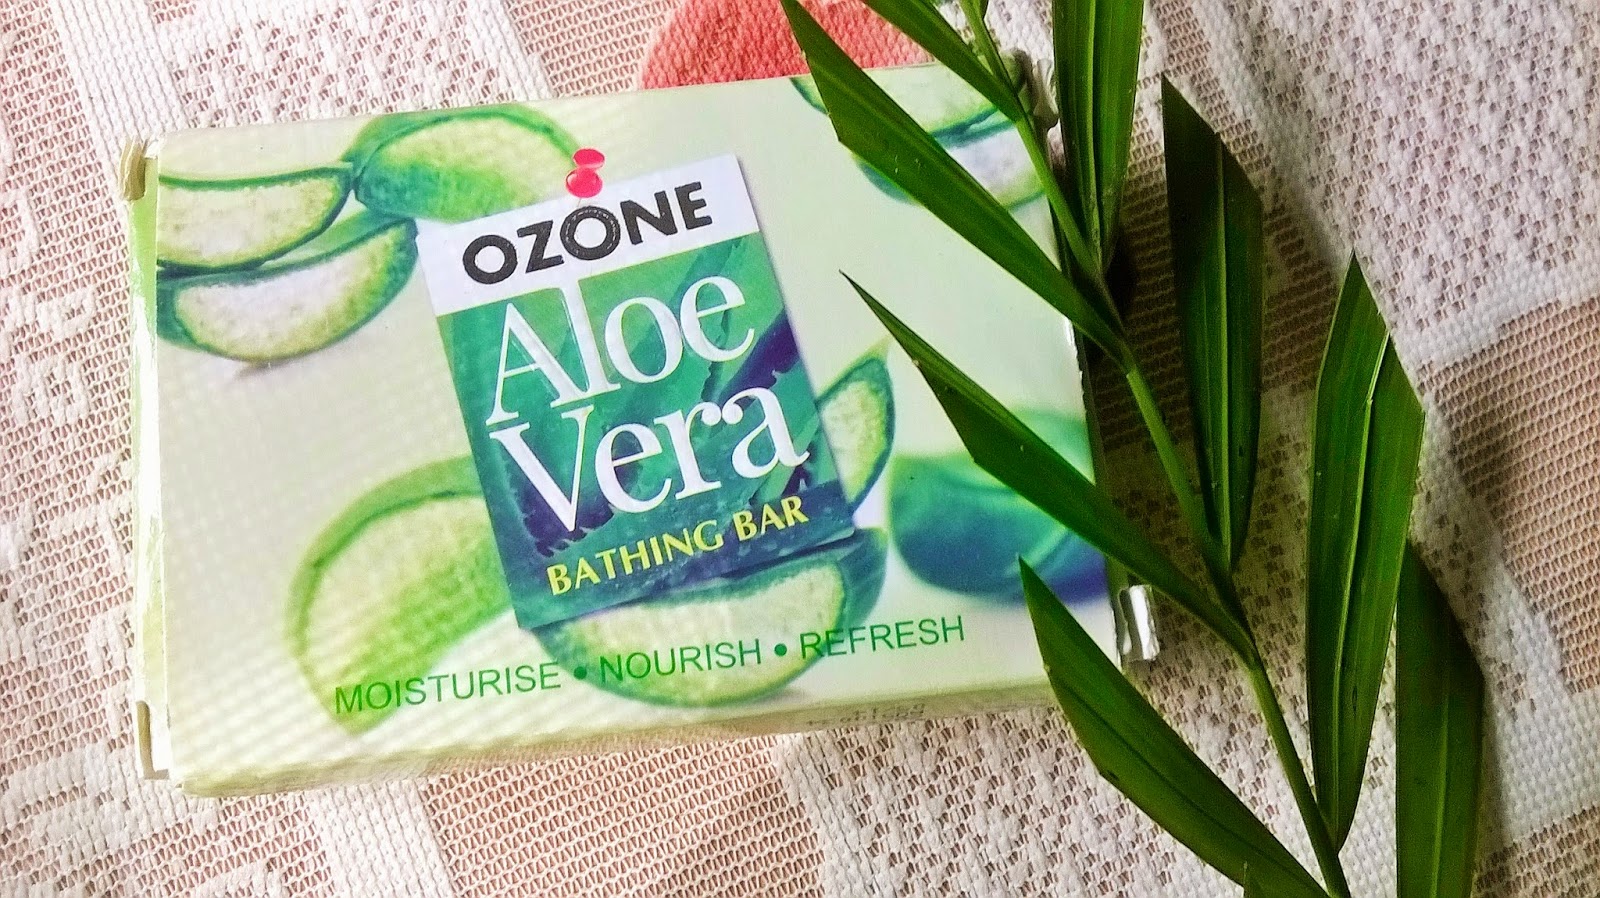 OZONE
Aloe
Vera
BATHING BAR
MOISTURISE • NOURISH • REFRESH